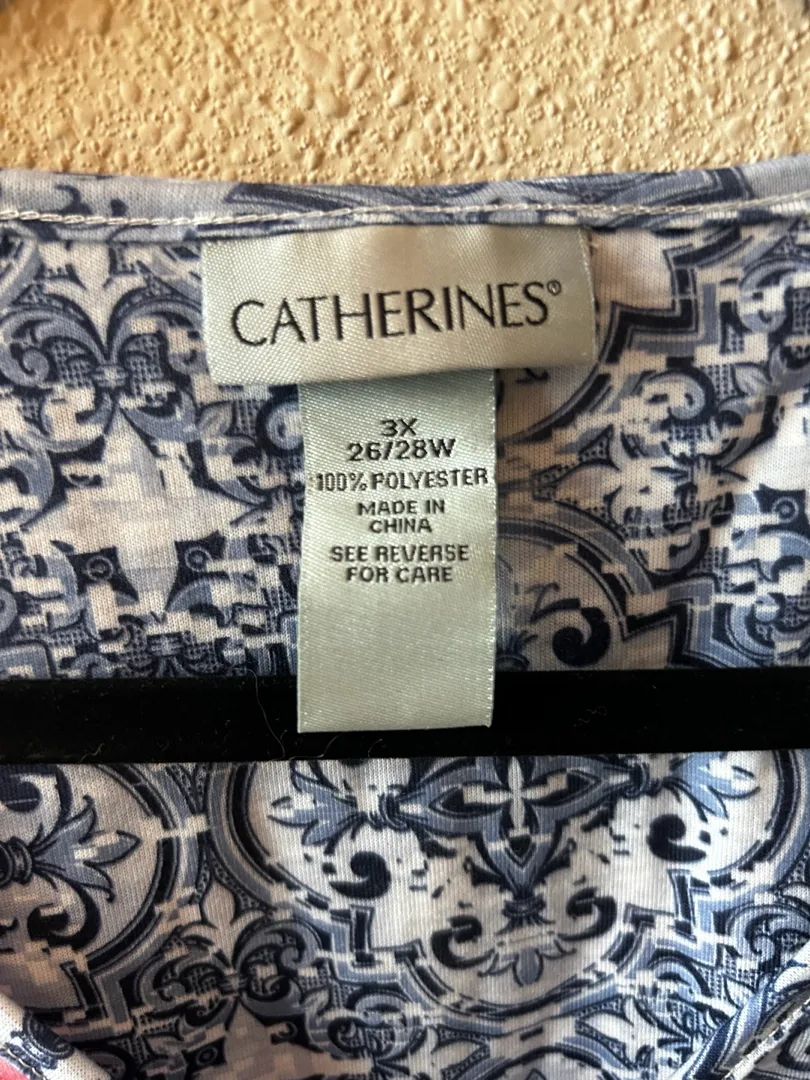 CATHERINES®
3X
26/28W
100% POLYESTER
MADE IN
CHINA
SEE REVERSE
FOR CARE